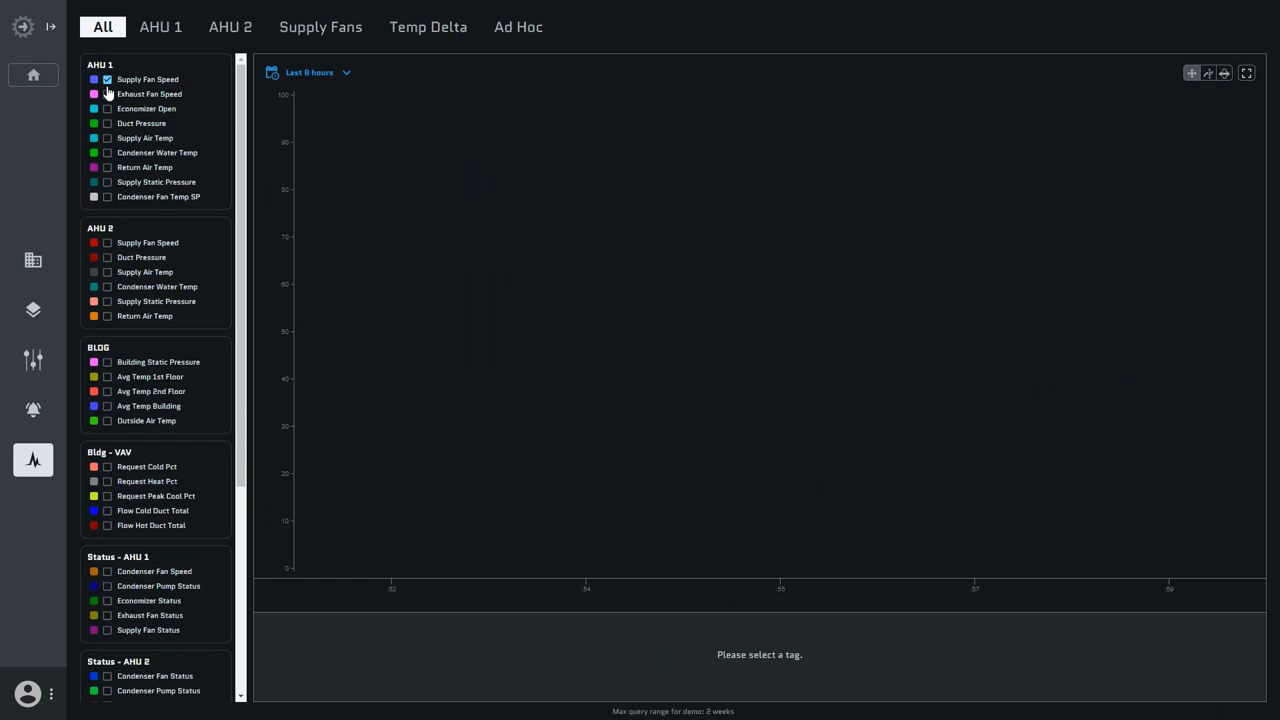 All AHU 1 AHU 2 Supply Fans Temp Delta Ad Hoc
AHU 1
Supply Fan Speed
Exhaust Fan Speed
Economizer Open
Duct Pressure
Supply Air Temp
Condenser Water Temp
Return Air Temp
Supply Static Pressure
Condenser Fan Temp SP
AHU 2
Supply Fan Speed
Duct Pressure
Supply Air Temp
Condenser Water Temp
Supply Static Pressure
Return Air Temp
BLDG
Building Static Pressure
Avg Temp 1st Floor
Avg Temp 2nd Floor
Avg Temp Building
Outside Air Temp
Bldg - VAV
Request Cold Pct
Request Heat Pct
Request Peak Cool Pct
Flow Cold Duct Total
Flow Hot Duct Total
Status - AHU 1
Condenser Fan Speed
Condenser Pump Status
Economizer Status
Exhaust Fan Status
Supply Fan Status
Status - AHU 2
Condenser Fan Status
Condenser Pump Status
Last 8 hours
100
90
80
70
60
50
40
30
20
10
0
:52 :54 :55 :57 :59
Please select a tag.
Max query range for demo: 2 weeks